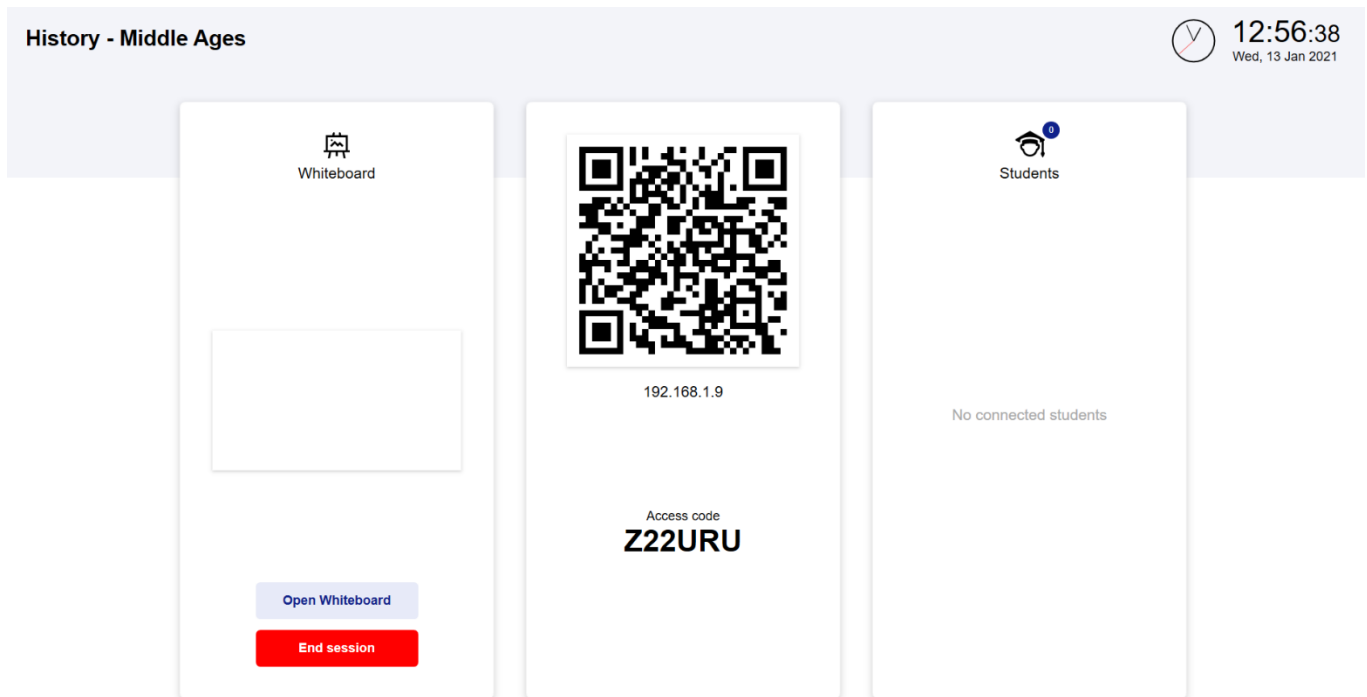 History - Middle Ages
12:56:38
Wed, 13 Jan 2021
Whiteboard
Open Whiteboard
End session
192.168.1.9
Access code
Z22URU
0
Students
No connected students